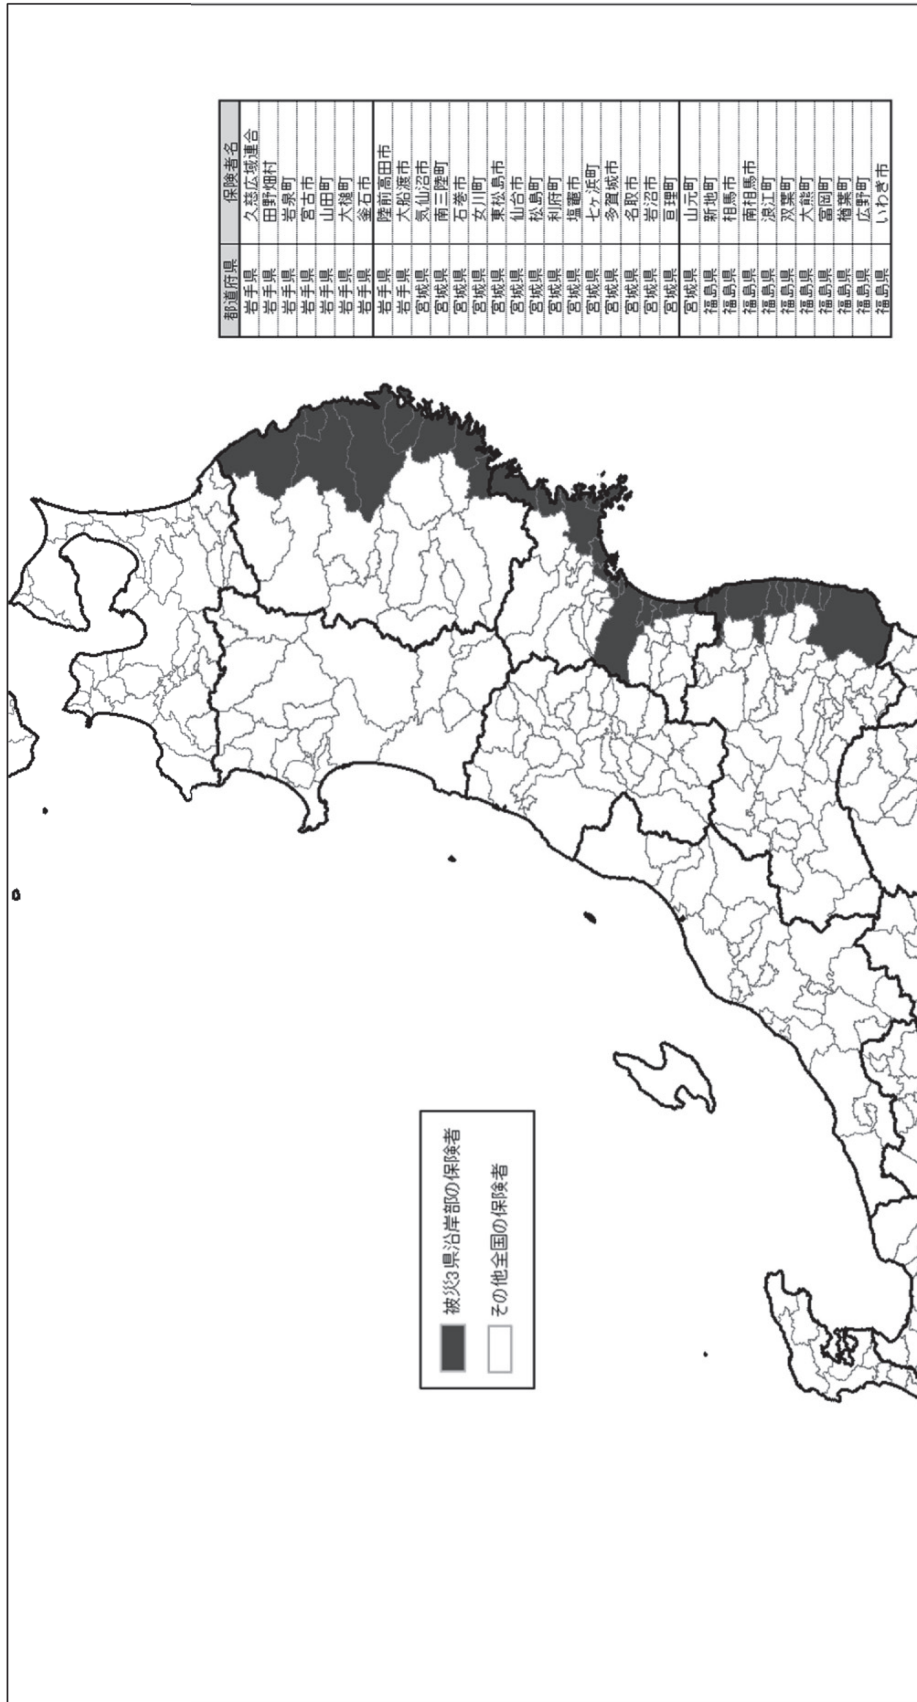 都道府県 保険者名
岩手県 久慈広域連合
岩手県 田野畑村
岩手県 岩泉町
岩手県 宮古市
岩手県 山田町
岩手県 大槌町
岩手県 釜石市
岩手県 陸前高田市
岩手県 大船渡市
宮城県 気仙沼市
宮城県 南三陸町
宮城県 石巻市
宮城県 女川町
宮城県 東松島市
宮城県 仙台市
宮城県 松島町
宮城県 利府町
宮城県 塩竈市
宮城県 七ヶ浜町
宮城県 多賀城市
宮城県 名取市
宮城県 岩沼市
宮城県 亘理町
宮城県 山元町
福島県 新地町
福島県 相馬市
福島県 南相馬市
福島県 浪江町
福島県 双葉町
福島県 大熊町
福島県 富岡町
福島県 楢葉町
福島県 広野町
福島県 いわき市
被災3県沿岸部の保険者
その他全国の保険者